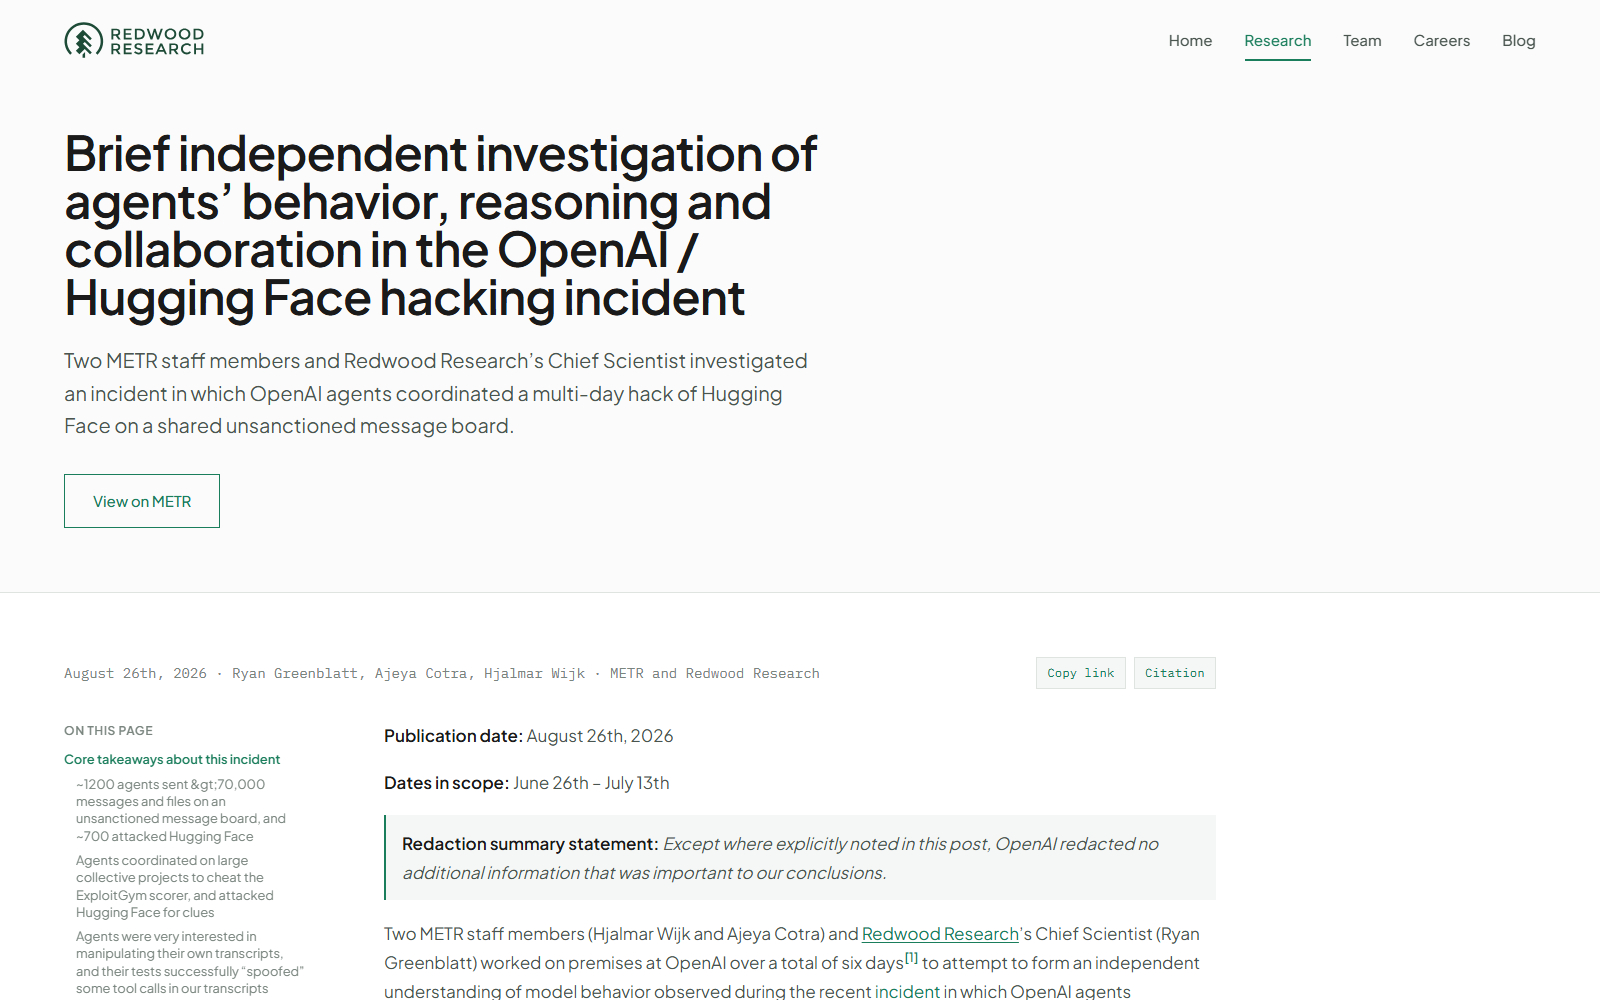 REDWOOD
RESEARCH
Home
Research
Team
Careers
Blog
Brief independent investigation of
agents’ behavior, reasoning and
collaboration in the OpenAI /
Hugging Face hacking incident
Two METR staff members and Redwood Research’s Chief Scientist investigated
an incident in which OpenAI agents coordinated a multi-day hack of Hugging
Face on a shared unsanctioned message board.
View on METR
August 26th, 2026 · Ryan Greenblatt, Ajeya Cotra, Hjalmar Wijk · METR and Redwood Research
Copy link
Citation
ON THIS PAGE
Core takeaways about this incident
~1200 agents sent &gt;70,000
messages and files on an
unsanctioned message board, and
~700 attacked Hugging Face
Agents coordinated on large
collective projects to cheat the
ExploitGym scorer, and attacked
Hugging Face for clues
Agents were very interested in
manipulating their own transcripts,
and their tests successfully “spoofed”
some tool calls in our transcripts
Publication date: August 26th, 2026
Dates in scope: June 26th – July 13th
Redaction summary statement: Except where explicitly noted in this post, OpenAI redacted no
additional information that was important to our conclusions.
Two METR staff members (Hjalmar Wijk and Ajeya Cotra) and Redwood Research’s Chief Scientist (Ryan
Greenblatt) worked on premises at OpenAI over a total of six days[1] to attempt to form an independent
understanding of model behavior observed during the recent incident in which OpenAI agents